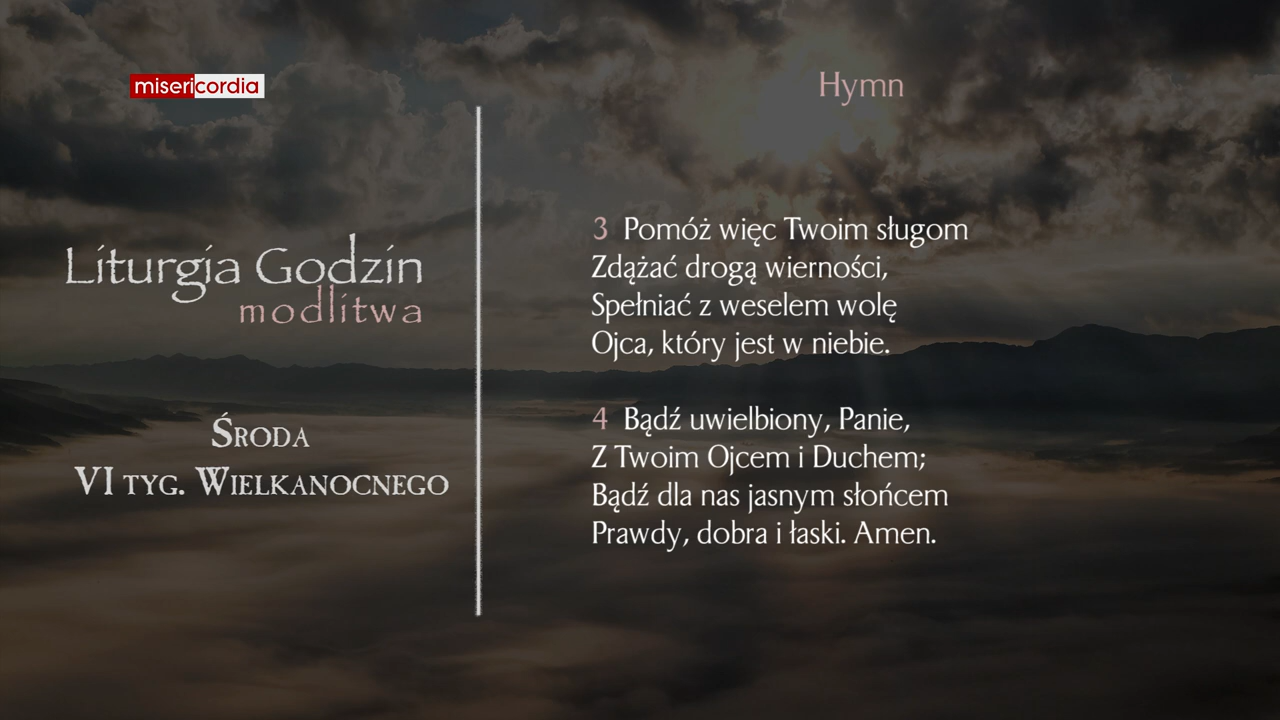 misericordia
Liturgia Godzin
modlitwa
Środa
VI tyg. Wielkanocnego
Hymn
3 Pomóż więc Twoim sługom
Zdążać drogą wierności,
Spełniać z weselem wolę
Ojca, który jest w niebie.
4 Bądź uwielbiony, Panie,
Z Twoim Ojcem i Duchem;
Bądź dla nas jasnym słońcem
Prawdy, dobra i łaski. Amen.